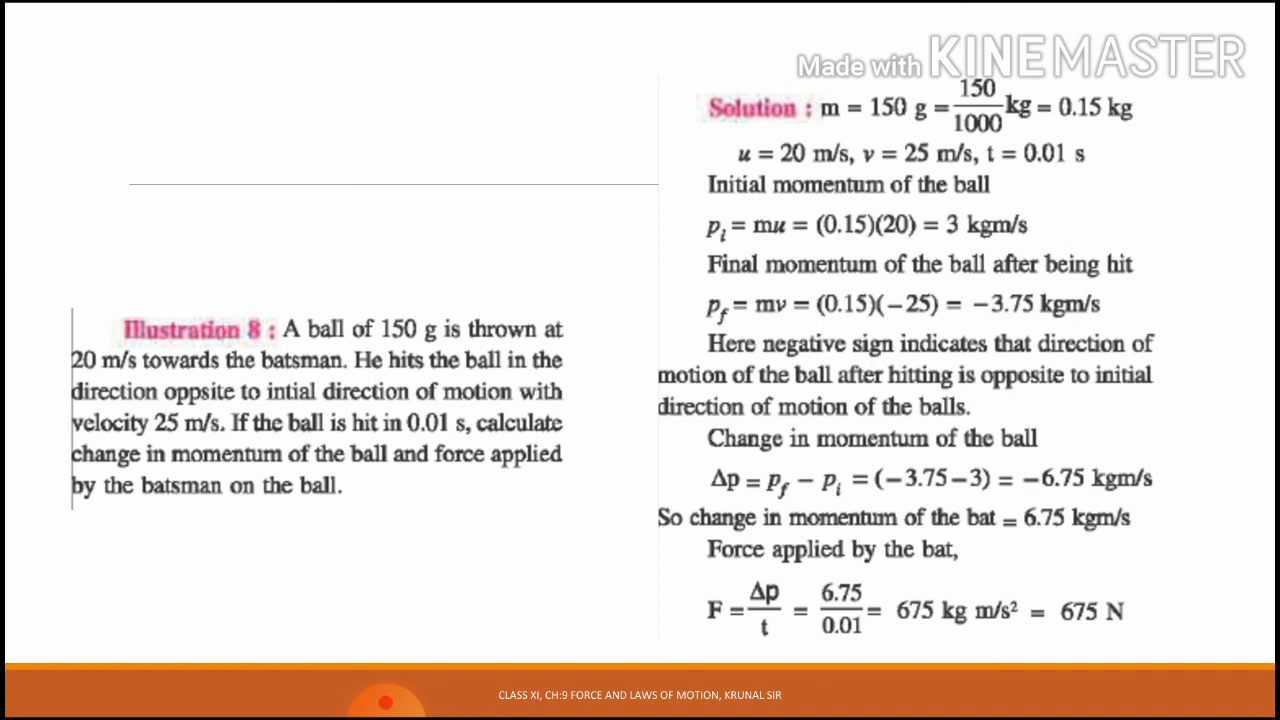 Made with KINEMASTER
Illustration 8 : A ball of 150 g is thrown at
20 m/s towards the batsman. He hits the ball in the
direction oppsite to intial direction of motion with
velocity 25 m/s. If the ball is hit in 0.01 s, calculate
change in momentum of the ball and force applied
by the batsman on the ball.
Solution : m = 150 g = 150/1000 kg = 0.15 kg
u = 20 m/s, v = 25 m/s, t = 0.01 s
Initial momentum of the ball
pᵢ = mu = (0.15)(20) = 3 kgm/s
Final momentum of the ball after being hit
p_f = mv = (0.15)(−25) = −3.75 kgm/s
Here negative sign indicates that direction of
motion of the ball after hitting is opposite to initial
direction of motion of the balls.
Change in momentum of the ball
Δp = p_f − pᵢ = (−3.75−3) = −6.75 kgm/s
So change in momentum of the bat = 6.75 kgm/s
Force applied by the bat,
F = Δp/t = 6.75/0.01 = 675 kg m/s² = 675 N
CLASS XI, CH:9 FORCE AND LAWS OF MOTION, KRUNAL SIR